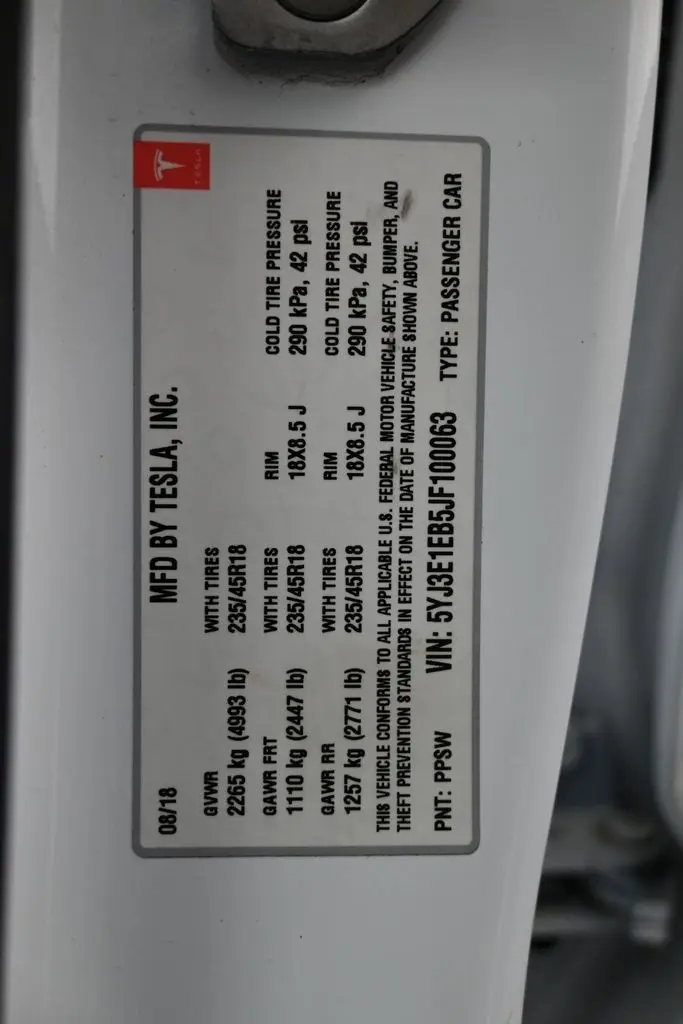 TESLA
08/18 MFD BY TESLA, INC.
GVWR WITH TIRES
2265 kg (4993 lb) 235/45R18
GAWR FRT WITH TIRES RIM COLD TIRE PRESSURE
1110 kg (2447 lb) 235/45R18 18X8.5 J 290 kPa, 42 psi
GAWR RR WITH TIRES RIM COLD TIRE PRESSURE
1257 kg (2771 lb) 235/45R18 18X8.5 J 290 kPa, 42 psi
THIS VEHICLE CONFORMS TO ALL APPLICABLE U.S. FEDERAL MOTOR VEHICLE SAFETY, BUMPER, AND
THEFT PREVENTION STANDARDS IN EFFECT ON THE DATE OF MANUFACTURE SHOWN ABOVE.
PNT: PPSW VIN: 5YJ3E1EB5JF100063 TYPE: PASSENGER CAR